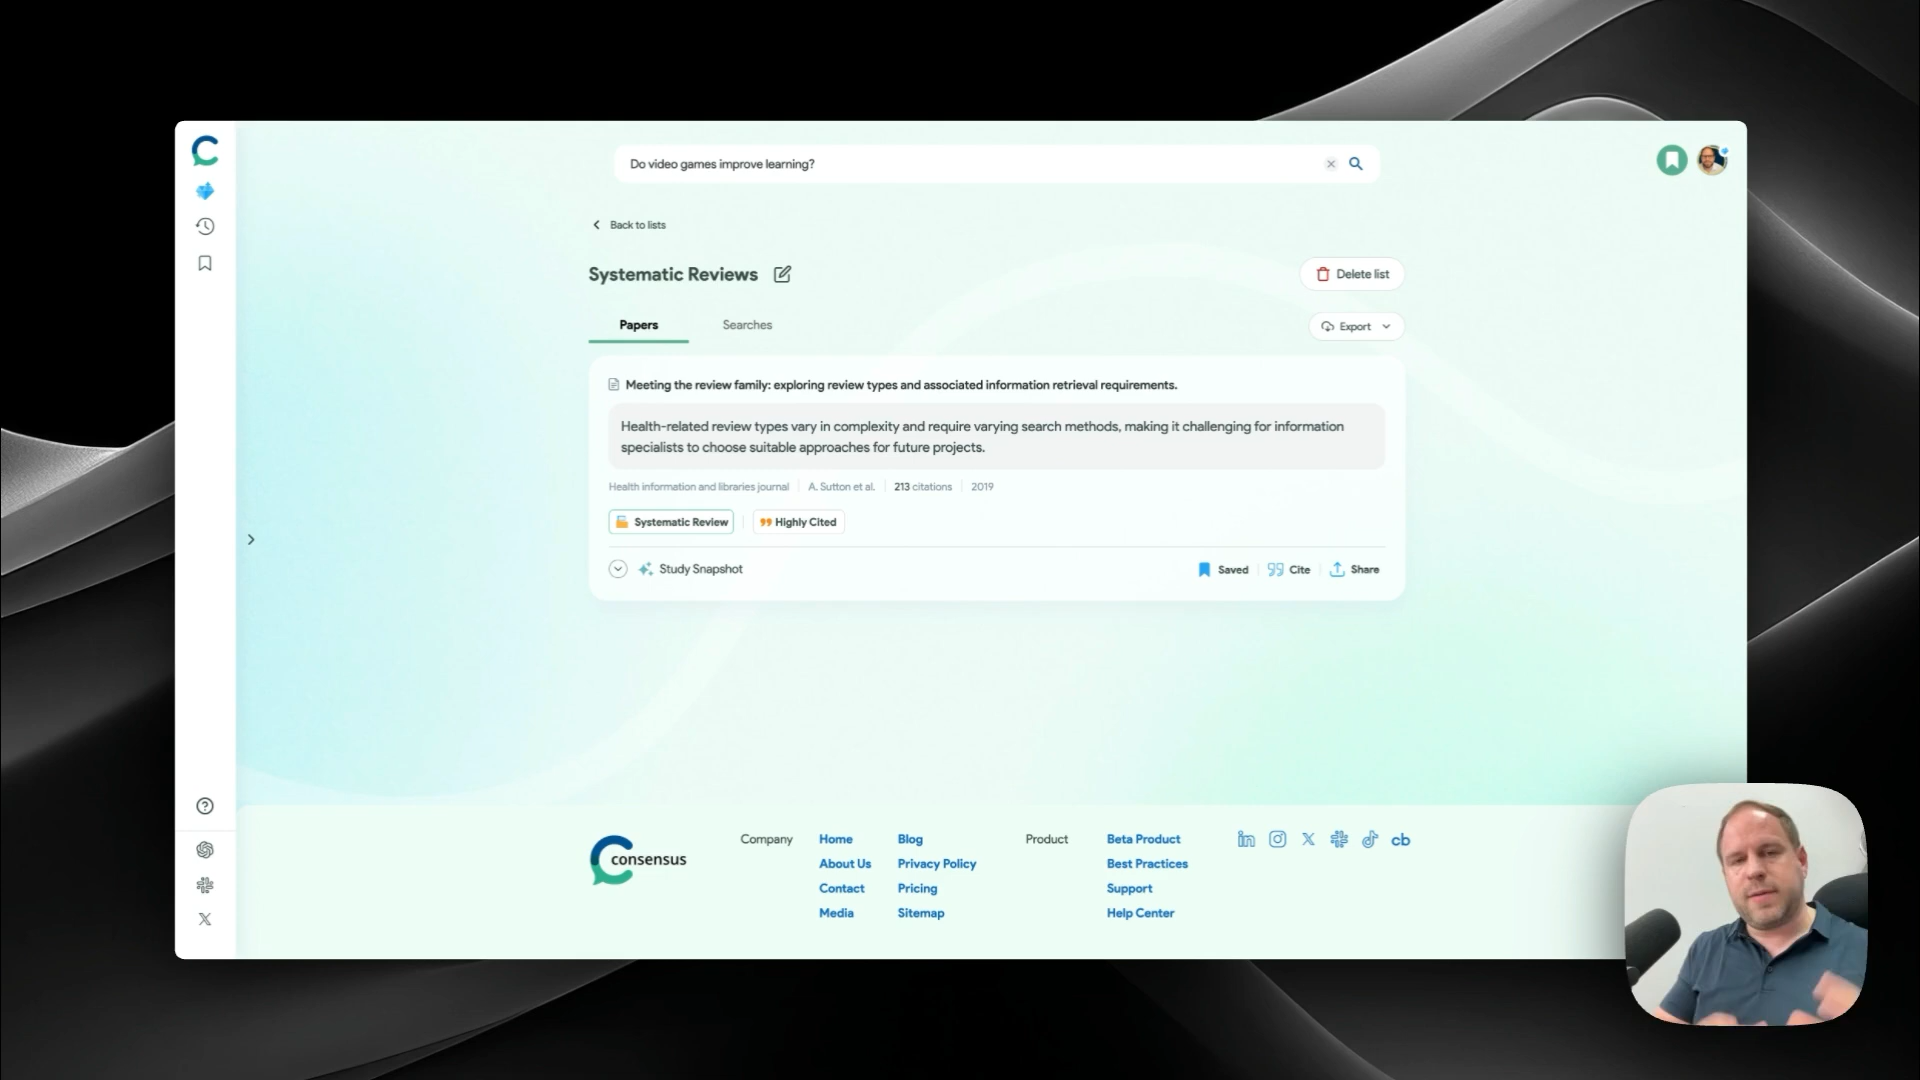 Do video games improve learning?
Back to lists
Systematic Reviews
Delete list
Papers
Searches
Export
Meeting the review family: exploring review types and associated information retrieval requirements.
Health-related review types vary in complexity and require varying search methods, making it challenging for information
specialists to choose suitable approaches for future projects.
Health information and libraries journal
A. Sutton et al.
213 citations
2019
Systematic Review
Highly Cited
Study Snapshot
Saved
Cite
Share
consensus
Company
Home
About Us
Contact
Media
Blog
Privacy Policy
Pricing
Sitemap
Product
Beta Product
Best Practices
Support
Help Center
cb